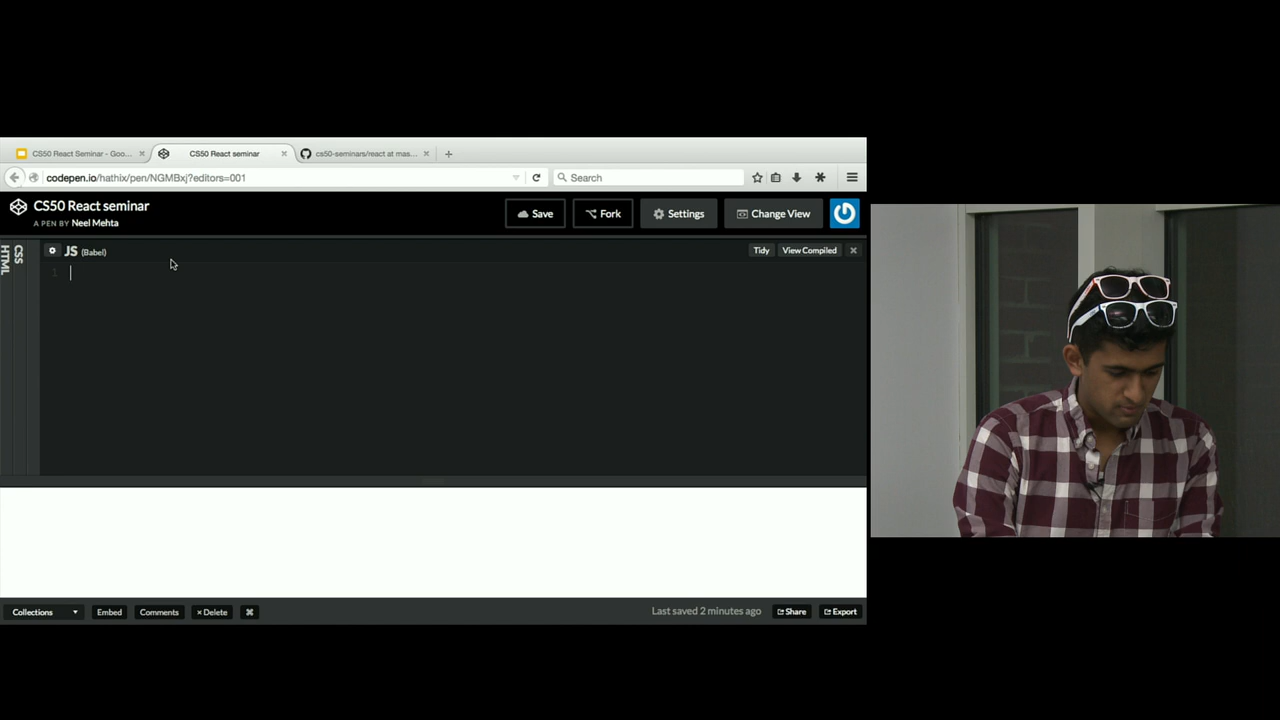 CS50 React Seminar - Goo...
CS50 React seminar
cs50-seminars/react at mas...
codepen.io/hathix/pen/NGMBxj?editors=001
Search
CS50 React seminar
A PEN BY Neel Mehta
Save
Fork
Settings
Change View
HTML
CSS
JS (Babel)
Tidy
View Compiled
1
Collections
Embed
Comments
× Delete
⌘
Last saved 2 minutes ago
Share
Export